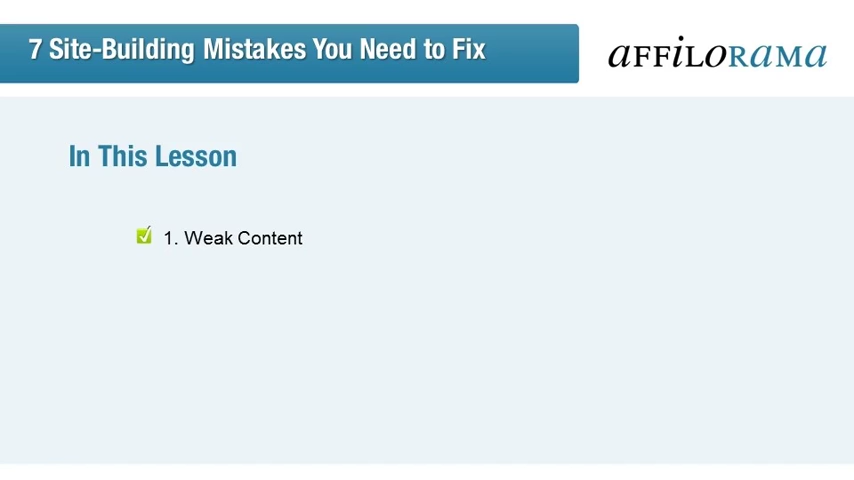 7 Site-Building Mistakes You Need to Fix
aFFiLORaMa
In This Lesson
1. Weak Content